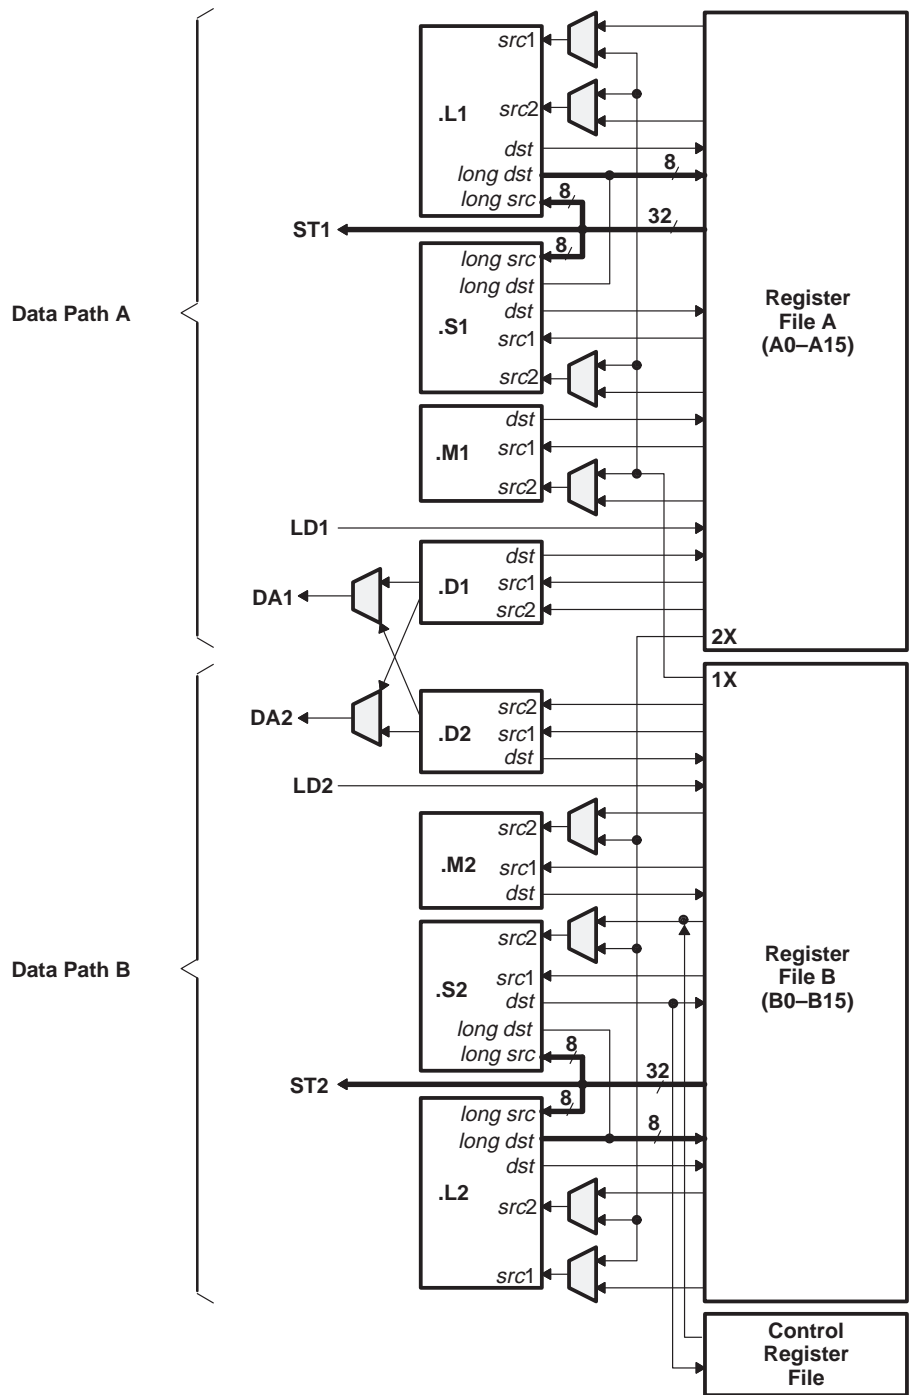 src1
.L1
src2
dst
long dst
8
long src
8
ST1
32
8
long src
long dst
Data Path A
dst
.S1
src1
src2
Register
File A
(A0–A15)
dst
.M1
src1
src2
LD1
dst
.D1
src1
DA1
src2
2X
1X
src2
DA2
.D2
src1
dst
LD2
src2
.M2
src1
dst
src2
Data Path B
.S2
src1
dst
long dst
8
long src
Register
File B
(B0–B15)
ST2
32
8
long src
long dst
8
dst
.L2
src2
src1
Control
Register
File